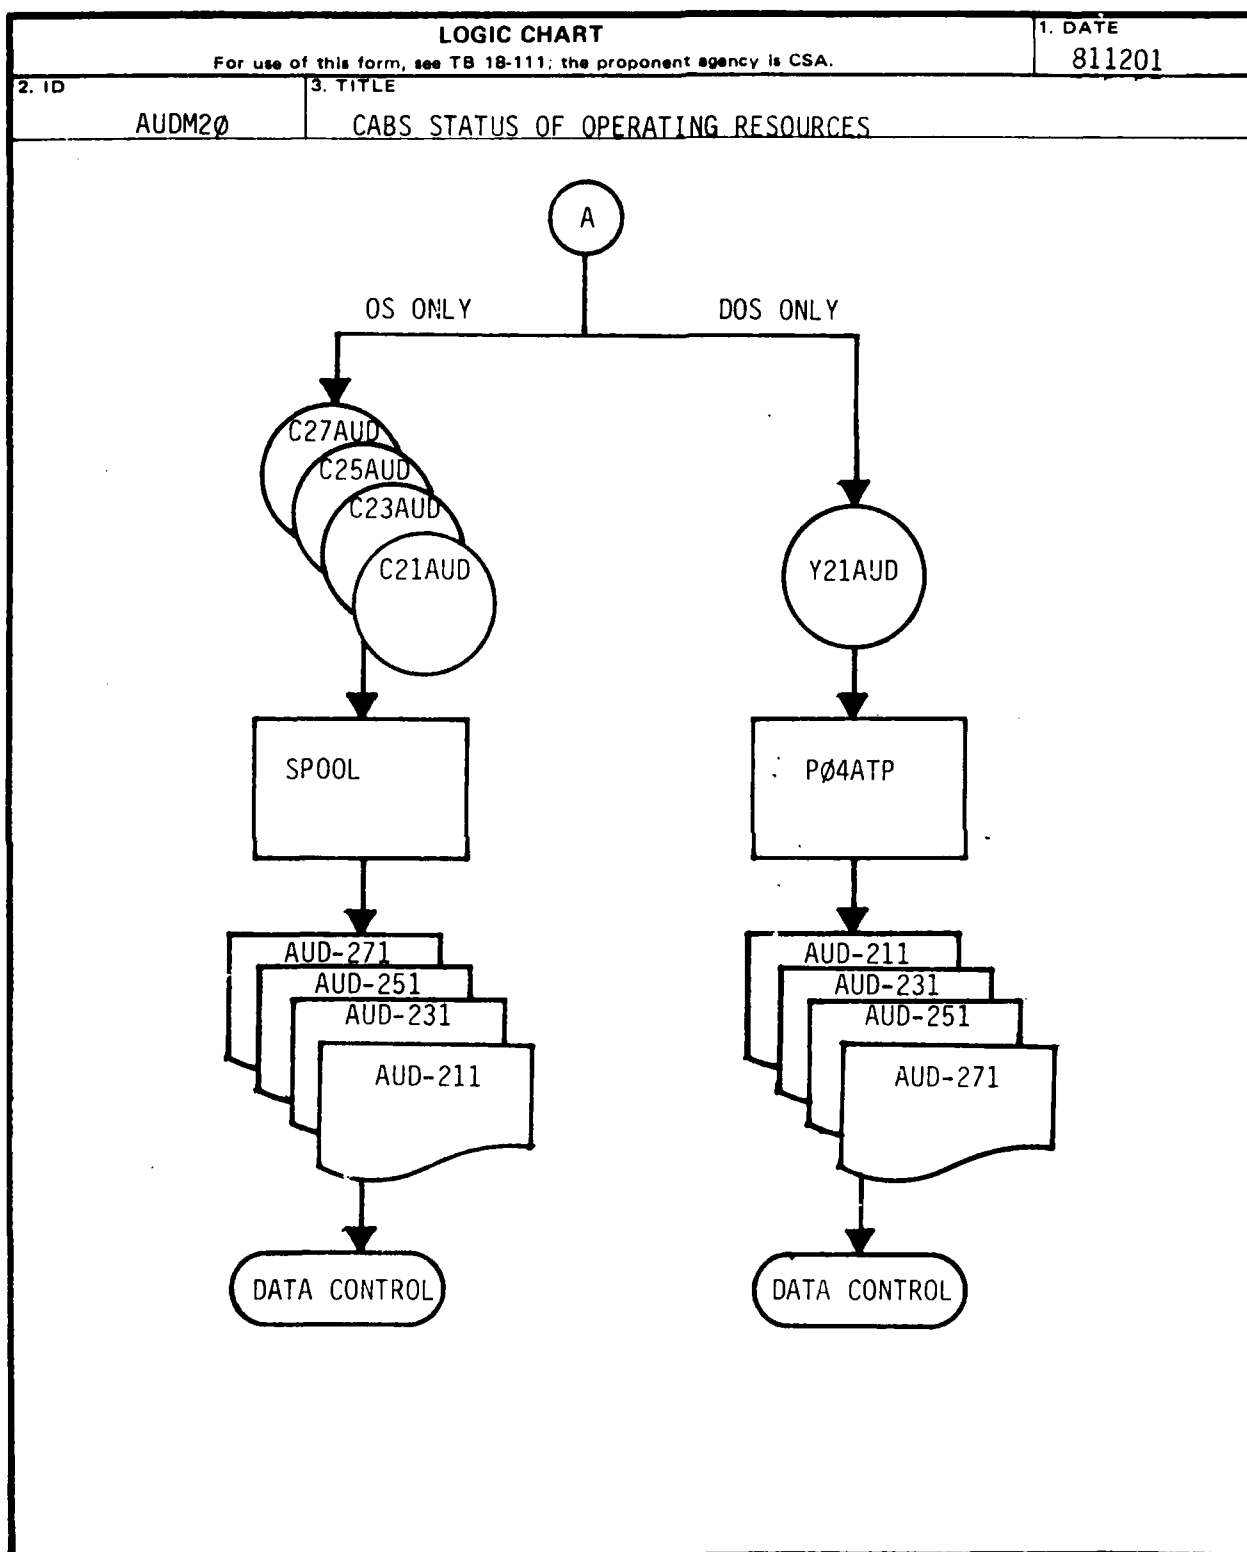 LOGIC CHART
For use of this form, see TB 18-111; the proponent agency is CSA.
1. DATE
811201
2. ID
AUDM2Ø
3. TITLE
CABS STATUS OF OPERATING RESOURCES
A
OS ONLY
DOS ONLY
C27AUD
C25AUD
C23AUD
C21AUD
Y21AUD
SPOOL
PØ4ATP
AUD-271
AUD-251
AUD-231
AUD-211
AUD-211
AUD-231
AUD-251
AUD-271
DATA CONTROL
DATA CONTROL